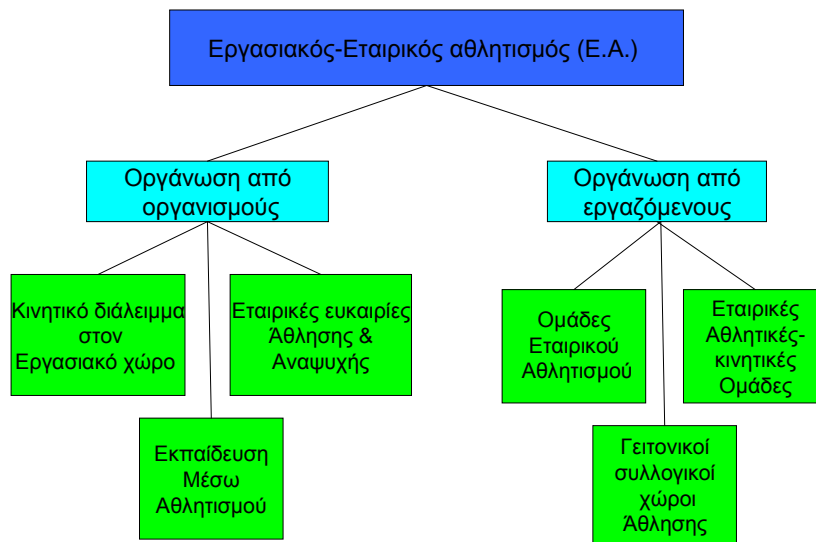 Εργασιακός-Εταιρικός αθλητισμός (Ε.Α.)
Οργάνωση από
οργανισμούς
Οργάνωση από
εργαζόμενους
Κινητικό διάλειμμα
στον
Εργασιακό χώρο
Εταιρικές ευκαιρίες
Άθλησης &
Αναψυχής
Εκπαίδευση
Μέσω
Αθλητισμού
Ομάδες
Εταιρικού
Αθλητισμού
Εταιρικές
Αθλητικές-
κινητικές
Ομάδες
Γειτονικοί
συλλογικοί
χώροι
Άθλησης